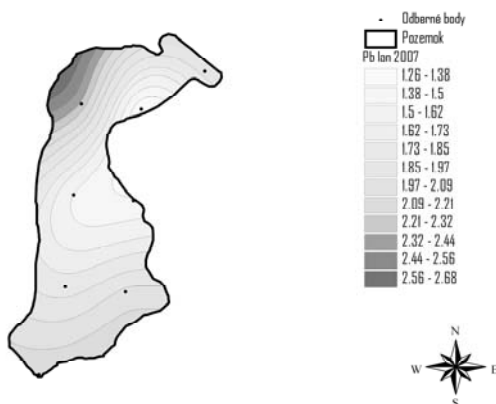 Odberné body
Pozemok
Pb lan 2007
1.26 - 1.38
1.38 - 1.5
1.5 - 1.62
1.62 - 1.73
1.73 - 1.85
1.85 - 1.97
1.97 - 2.09
2.09 - 2.21
2.21 - 2.32
2.32 - 2.44
2.44 - 2.56
2.56 - 2.68
N
W E
S